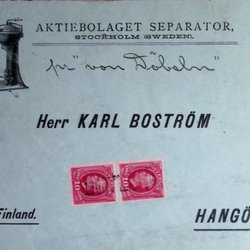 AKTIEBOLAGET SEPARATOR,
STOCKHOLM (SWEDEN).
pr "von Döbeln"
Herr KARL BOSTRÖM
Finland.
HANGÖ